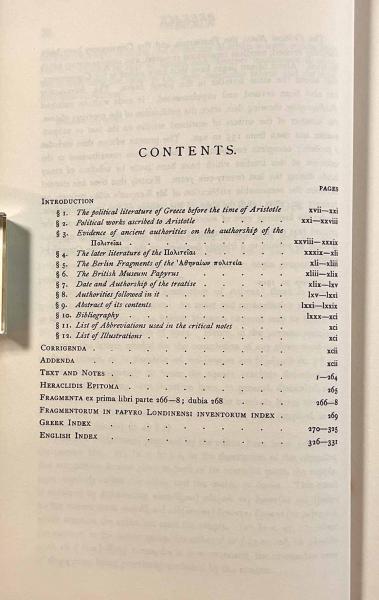 CONTENTS.
PAGES
INTRODUCTION
§ 1. The political literature of Greece before the time of Aristotle xvii—xxi
§ 2. Political works ascribed to Aristotle . . . xxi—xxviii
§ 3. Evidence of ancient authorities on the authorship of the
Πολιτεῖαι . . . . . . xxviii—xxxix
§ 4. The later literature of the Πολιτεῖαι . . . . xxxix—xli
§ 5. The Berlin Fragments of the Ἀθηναίων πολιτεία . . xli—xliii
§ 6. The British Museum Papyrus . . . . xliii—xlix
§ 7. Date and Authorship of the treatise . . . xlix—lxv
§ 8. Authorities followed in it . . . . . lxv—lxxi
§ 9. Abstract of its contents . . . . . lxxi—lxxix
§ 10. Bibliography . . . . . . lxxx—xci
§ 11. List of Abbreviations used in the critical notes . . xci
§ 12. List of Illustrations . . . . . . xci
CORRIGENDA . . . . . . . . xcii
ADDENDA . . . . . . . . xcii
TEXT AND NOTES . . . . . . . 1—264
HERACLIDIS EPITOMA . . . . . . 265
FRAGMENTA ex prima libri parte 266—8; dubia 268 . . 266—8
FRAGMENTORUM IN PAPYRO LONDINENSI INVENTORUM INDEX . 269
GREEK INDEX . . . . . . . 270—325
ENGLISH INDEX . . . . . . . 326—331